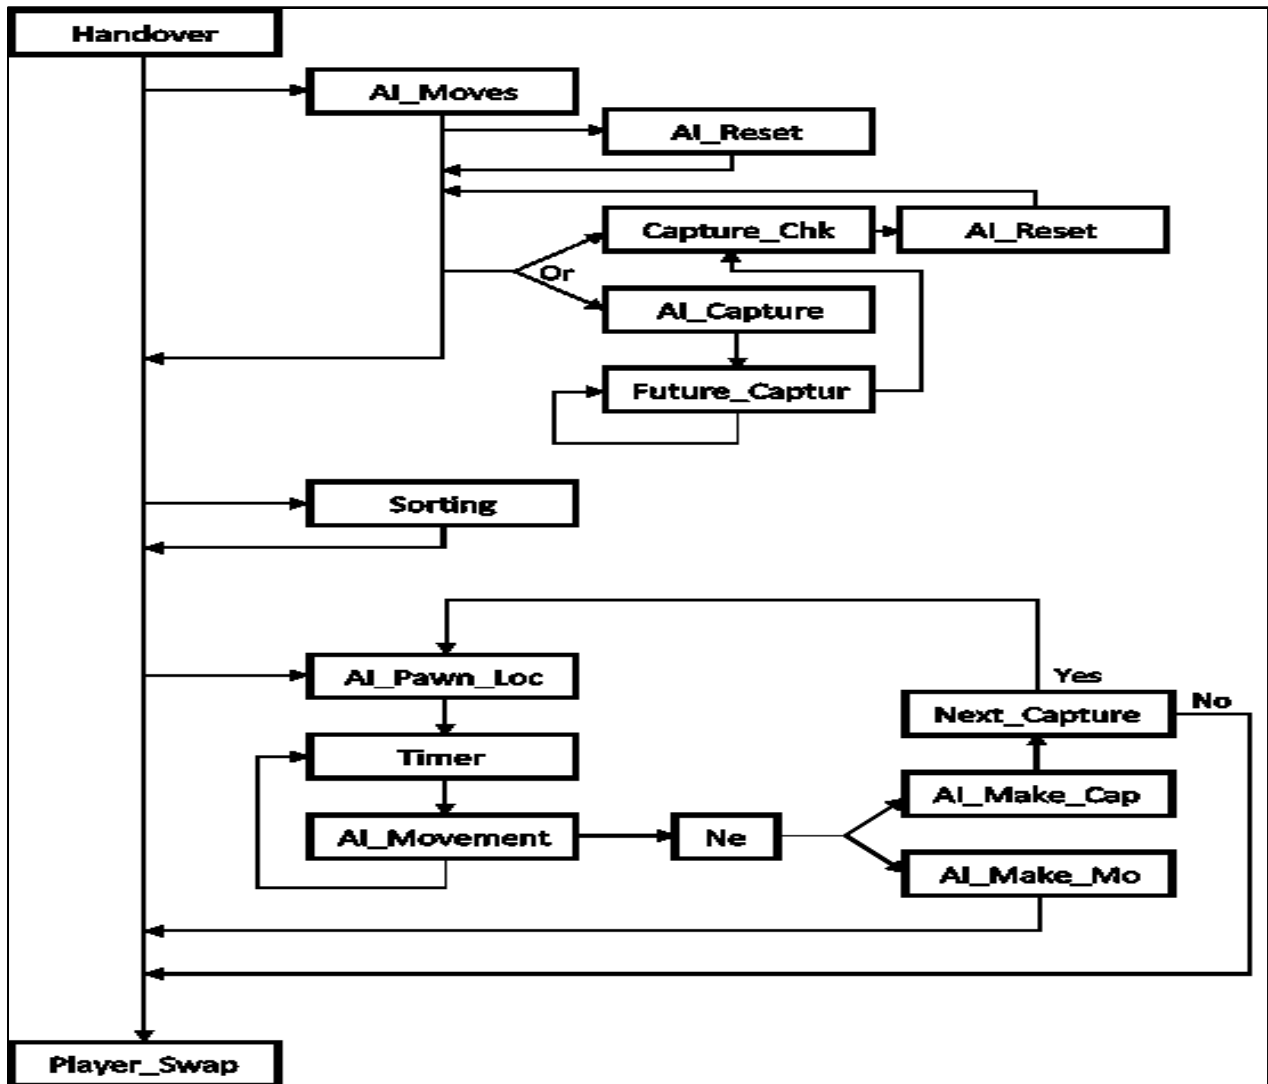 Handover
AI_Moves
AI_Reset
Capture_Chk
AI_Reset
Or
AI_Capture
Future_Captur
Sorting
AI_Pawn_Loc
Yes
Next_Capture
No
Timer
AI_Make_Cap
AI_Movement
Ne
AI_Make_Mo
Player_Swap